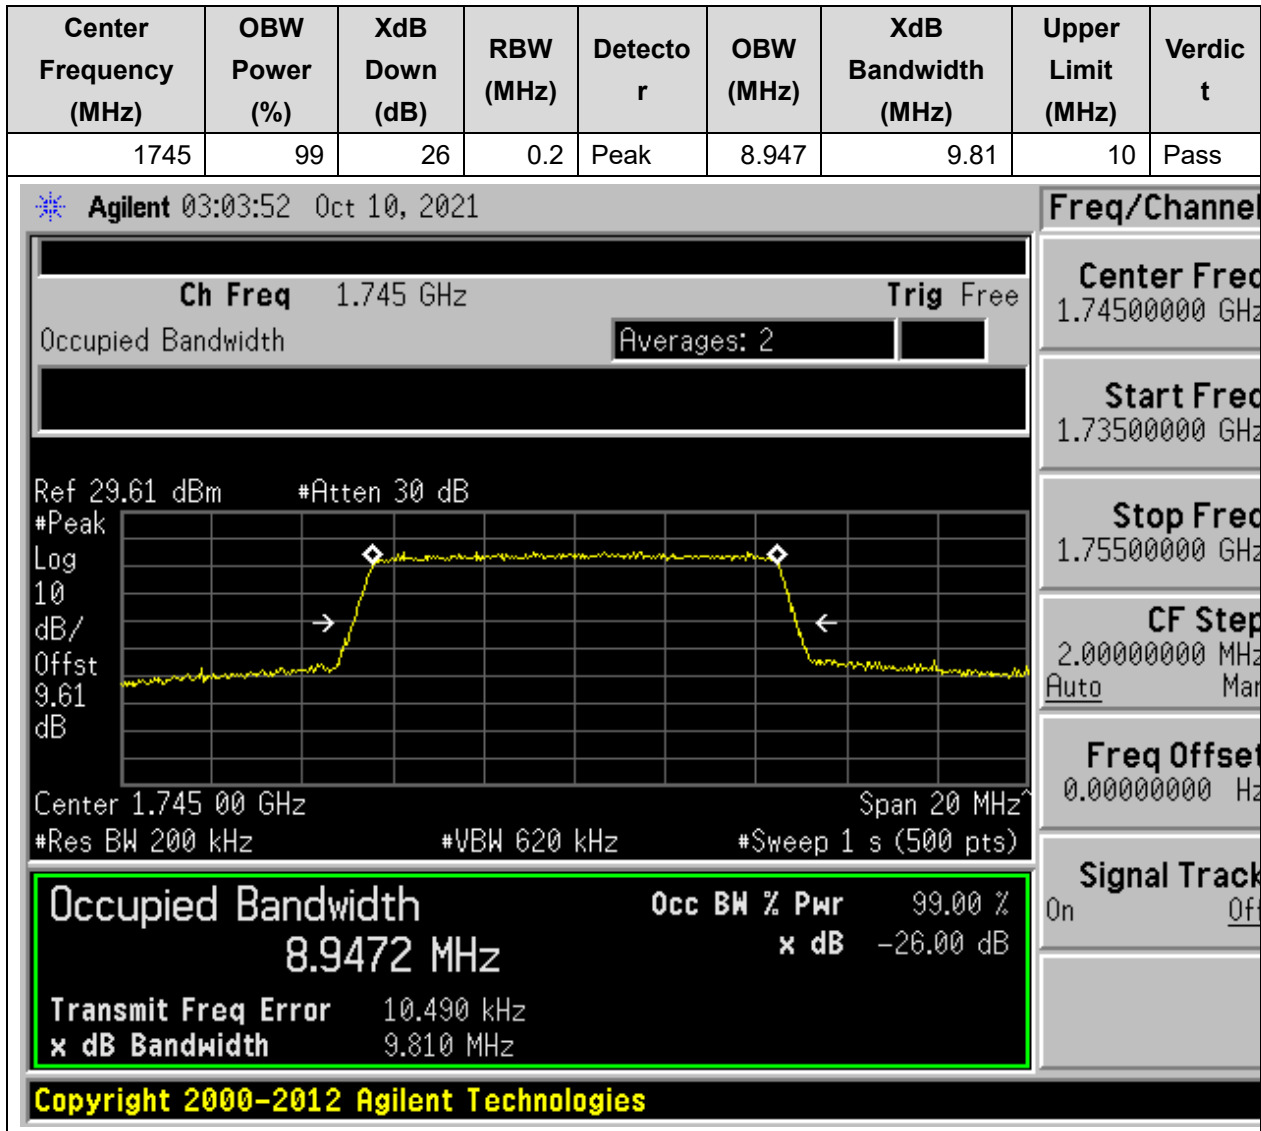 Center Frequency (MHz) OBW Power (%) XdB Down (dB) RBW (MHz) Detecto r OBW (MHz) XdB Bandwidth (MHz) Upper Limit (MHz) Verdic t
1745 99 26 0.2 Peak 8.947 9.81 10 Pass
Agilent 03:03:52 Oct 10, 2021
Freq/Channel
Ch Freq 1.745 GHz Trig Free
Occupied Bandwidth Averages: 2
Center Freq
1.74500000 GHz
Start Freq
1.73500000 GHz
Stop Freq
1.75500000 GHz
CF Step
2.00000000 MHz
Auto Man
Freq Offset
0.00000000 Hz
Signal Track
On Off
Ref 29.61 dBm #Atten 30 dB
#Peak
Log
10
dB/
Offst
9.61
dB
Center 1.745 00 GHz Span 20 MHz^
#Res BW 200 kHz #VBW 620 kHz #Sweep 1 s (500 pts)
Occupied Bandwidth
8.9472 MHz
Occ BW % Pwr 99.00 %
x dB -26.00 dB
Transmit Freq Error 10.490 kHz
x dB Bandwidth 9.810 MHz
Copyright 2000-2012 Agilent Technologies